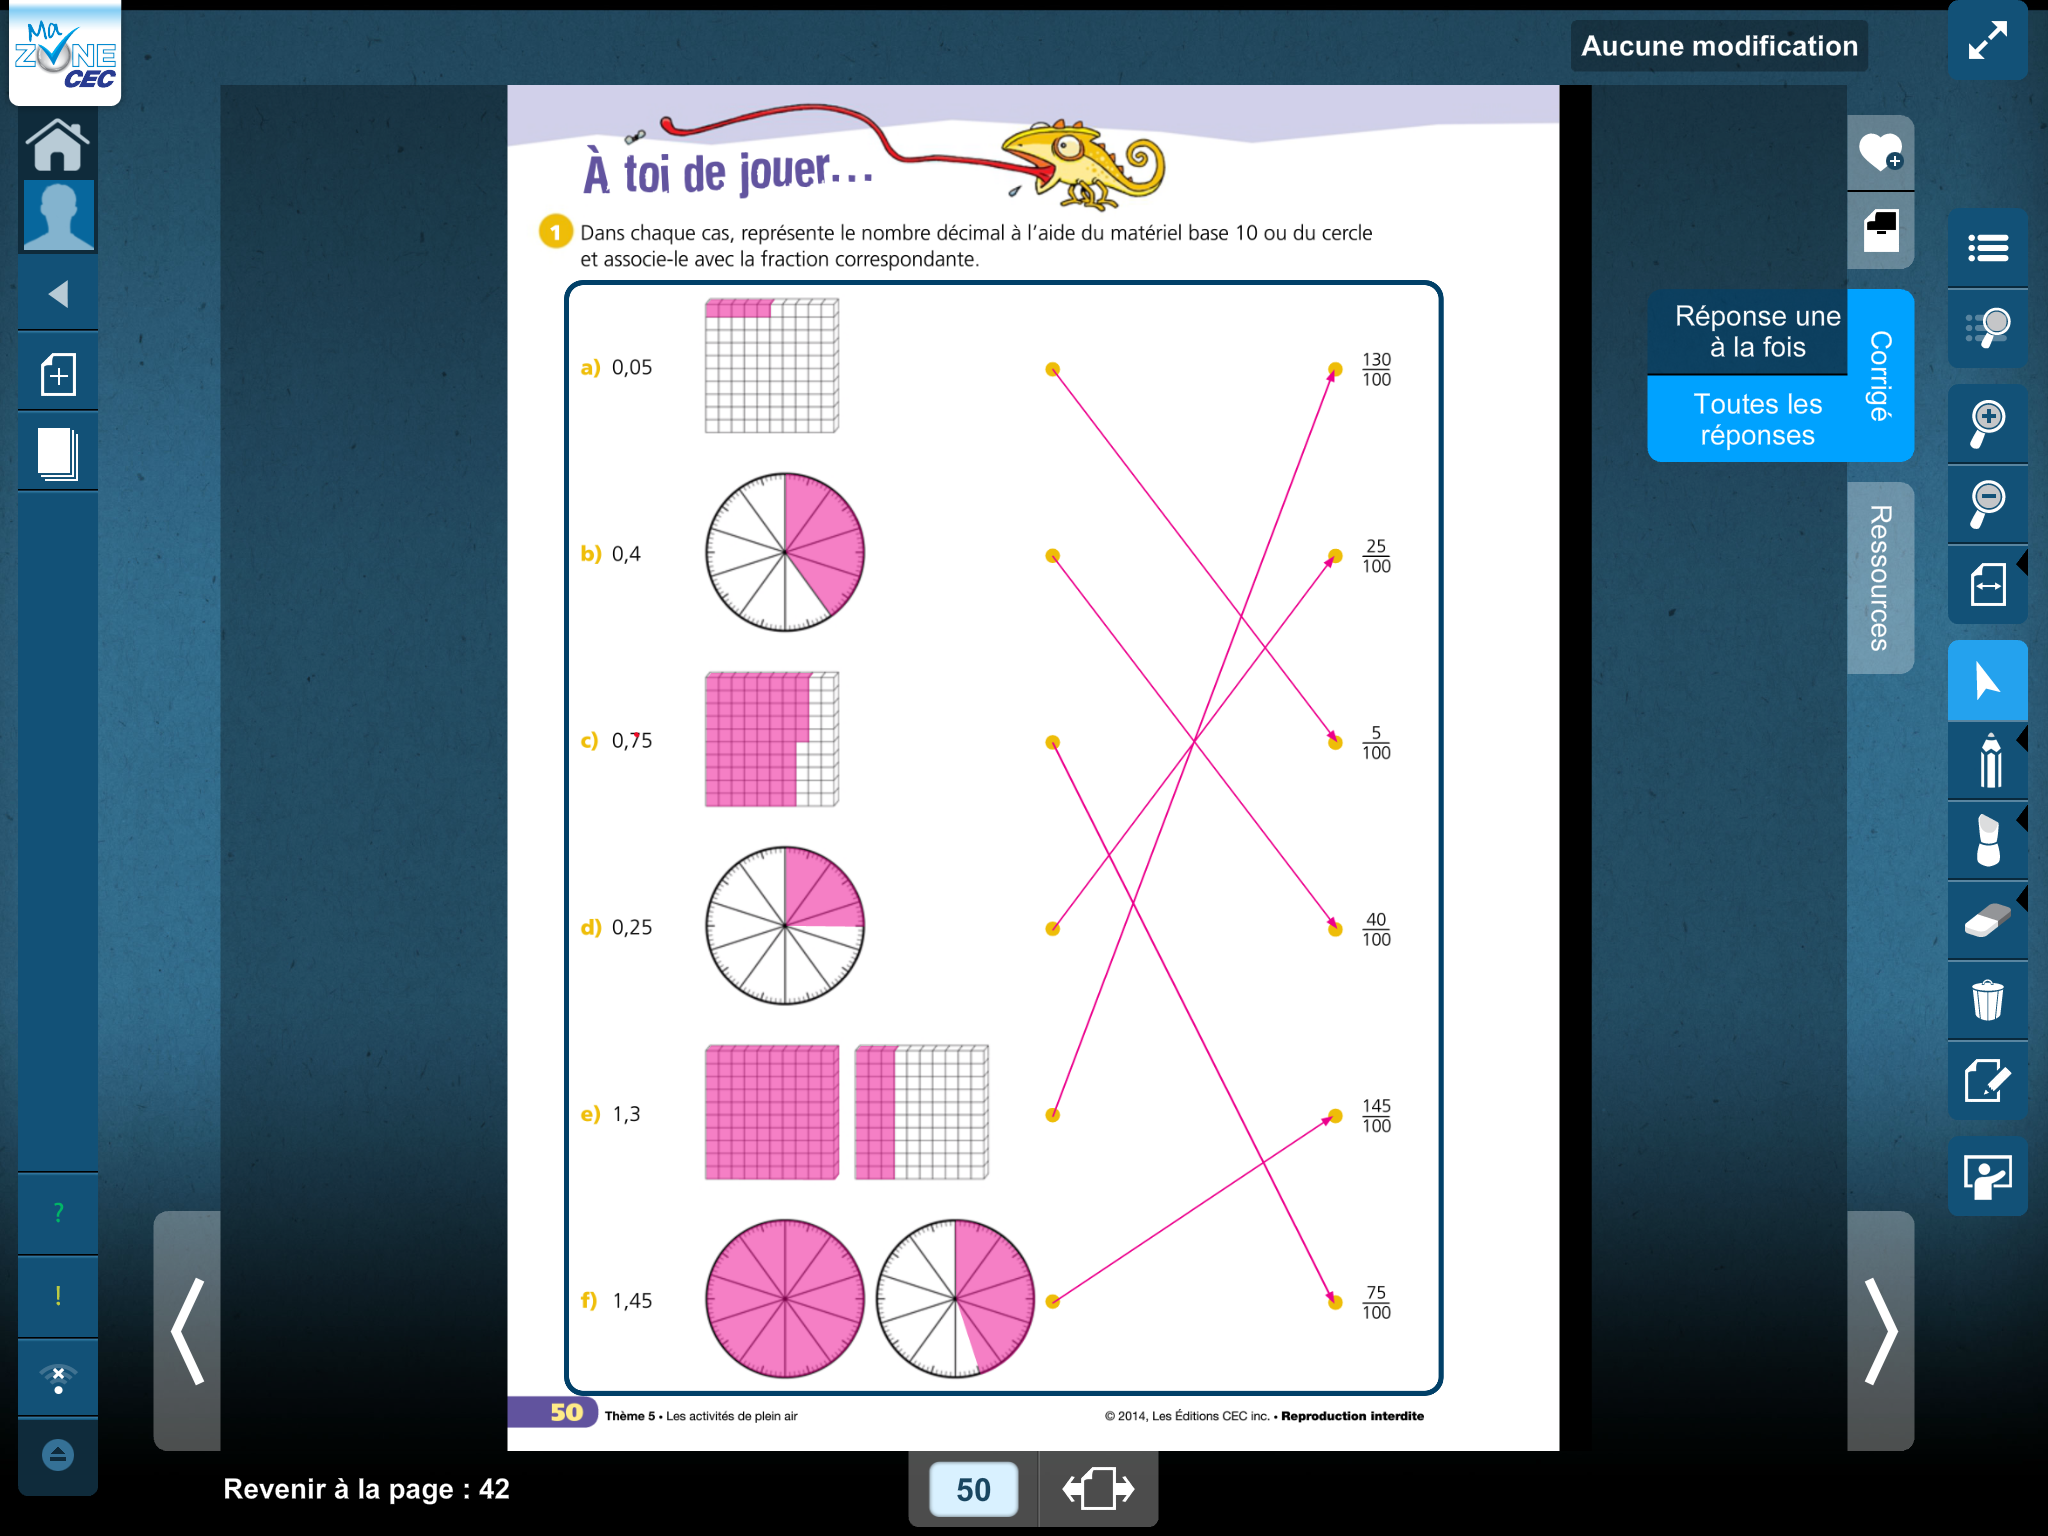 Ma
ZONE
CEC
Aucune modification
À toi de jouer...
1 Dans chaque cas, représente le nombre décimal à l'aide du matériel base 10 ou du cercle
et associe-le avec la fraction correspondante.
Réponse une
à la fois
Toutes les
réponses
Corrigé
Ressources
a) 0,05
130
100
b) 0,4
25
100
c) 0,75
5
100
d) 0,25
40
100
e) 1,3
145
100
f) 1,45
75
100
50 Thème 5 • Les activités de plein air
© 2014, Les Éditions CEC inc. • Reproduction interdite
?
!
Revenir à la page : 42
50